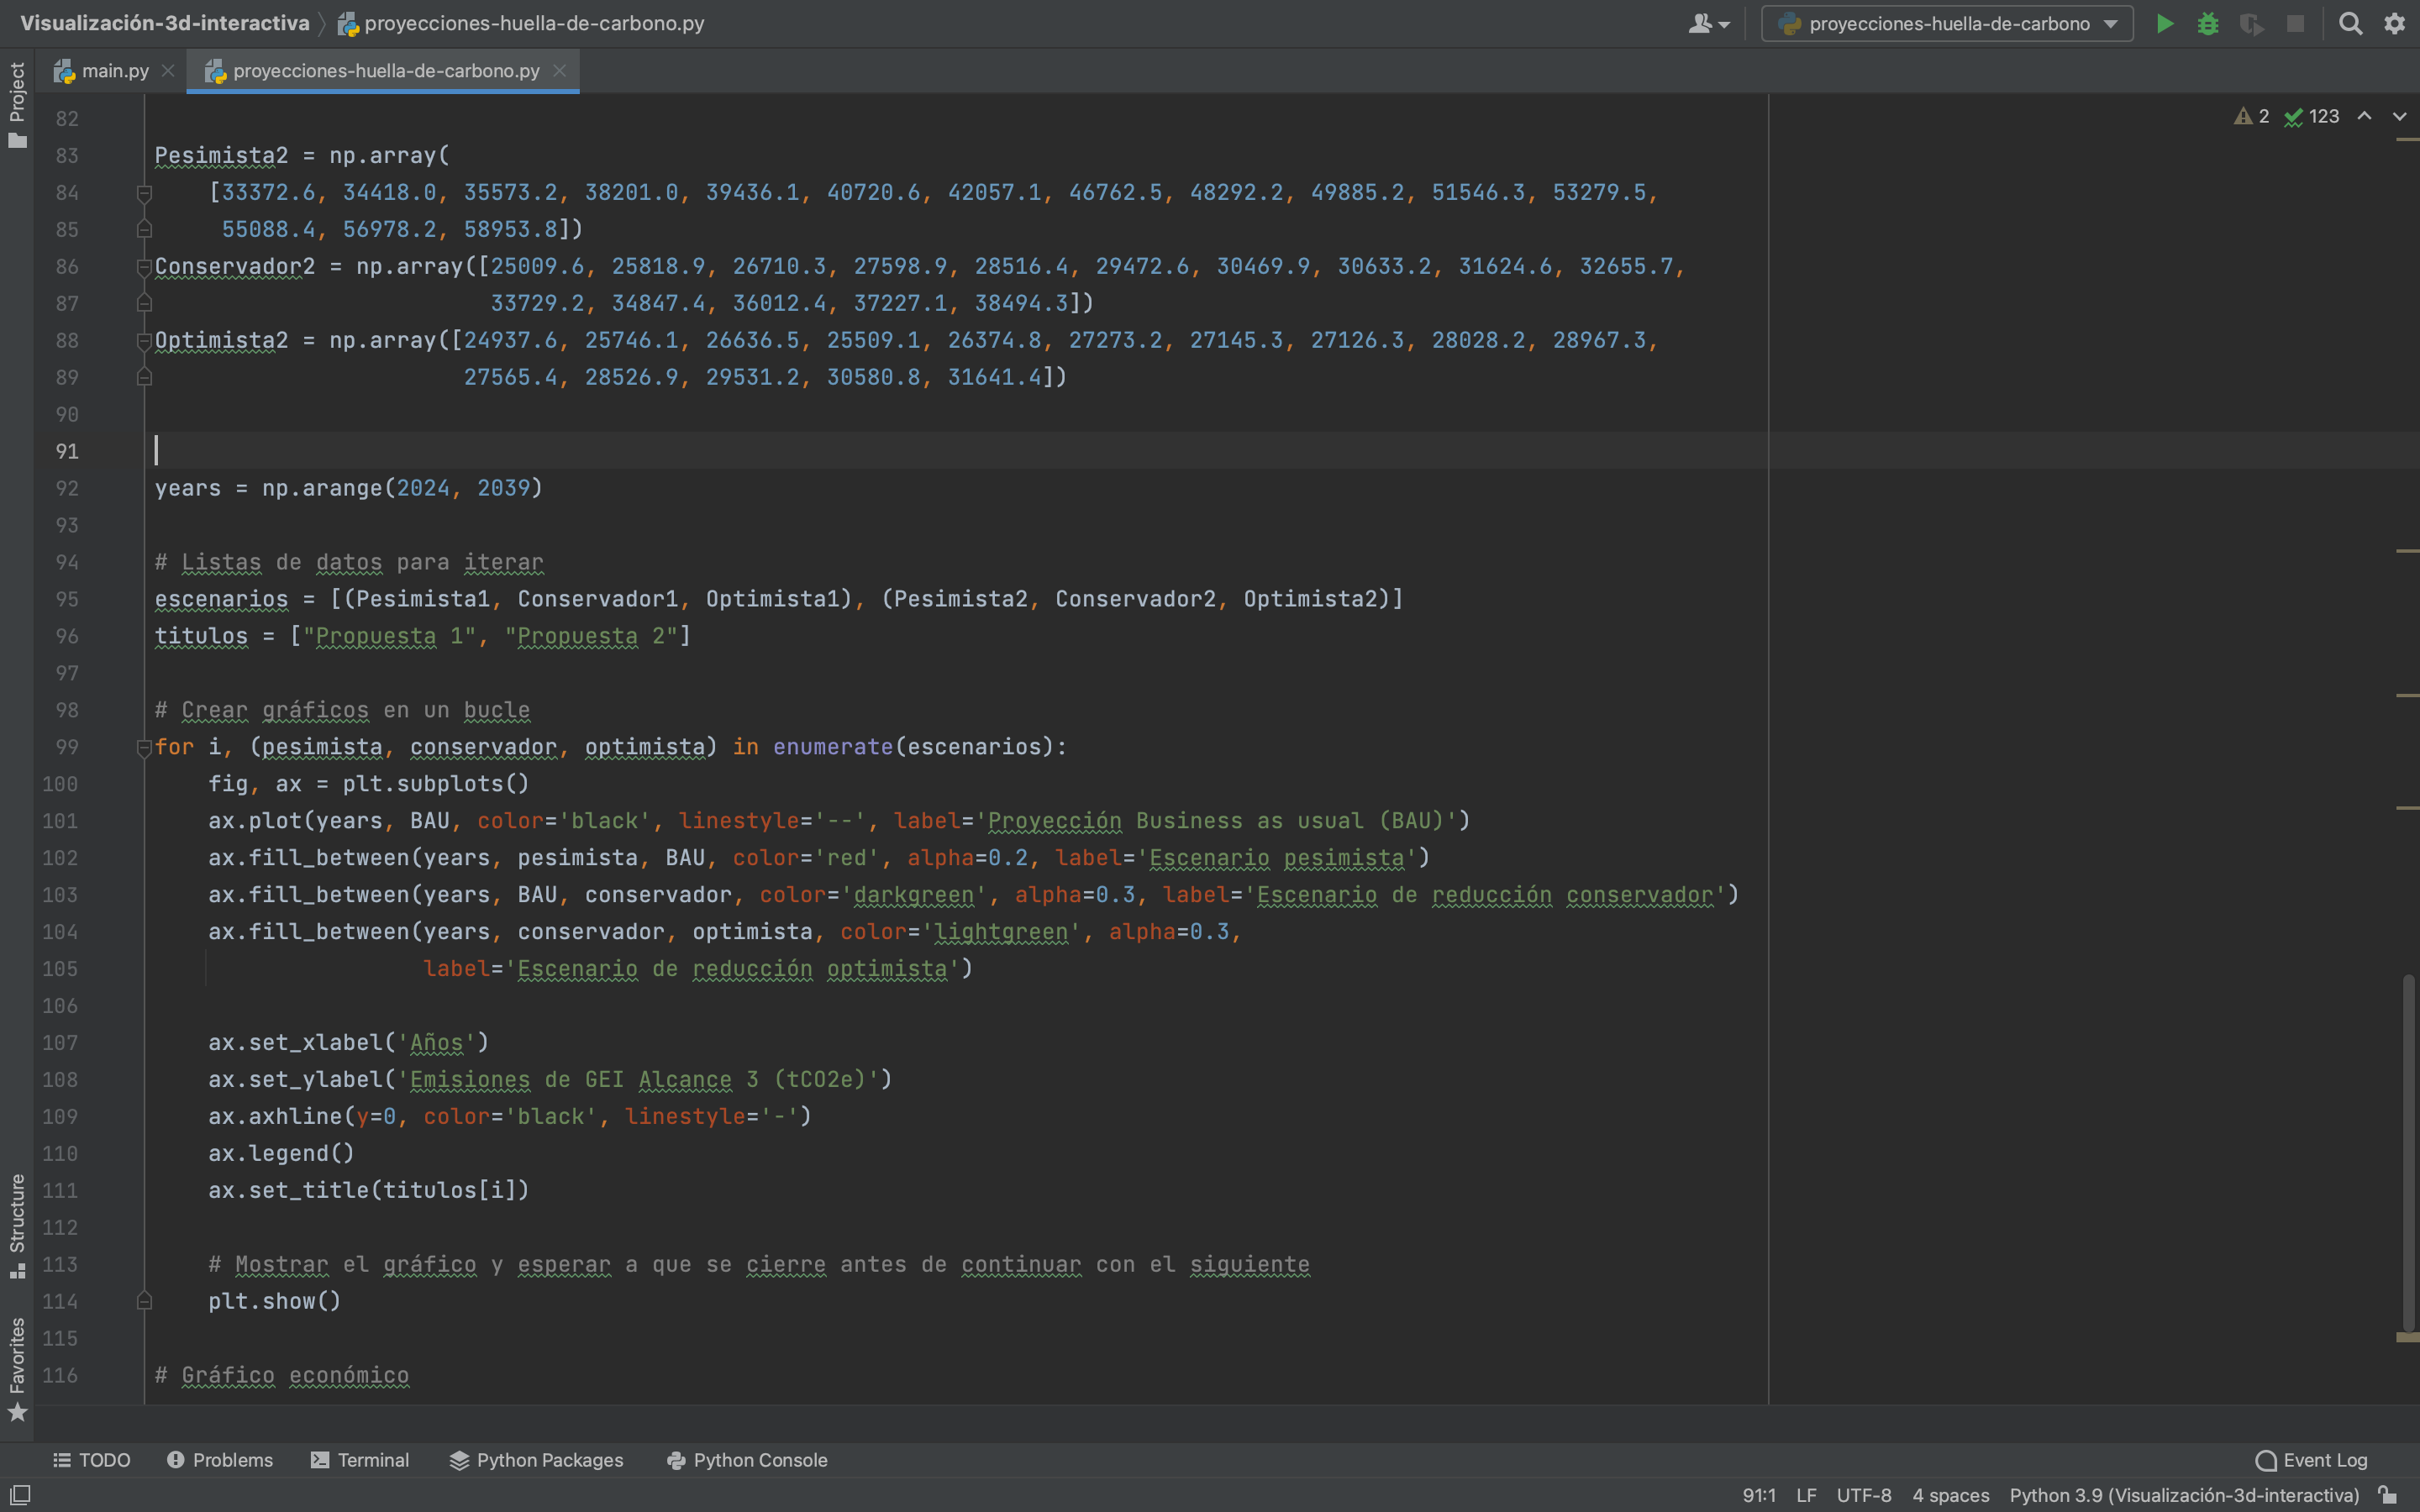 Visualización-3d-interactiva proyecciones-huella-de-carbono.py proyecciones-huella-de-carbono
Project
main.py proyecciones-huella-de-carbono.py
2 123
82
83 Pesimista2 = np.array(
84 [33372.6, 34418.0, 35573.2, 38201.0, 39436.1, 40720.6, 42057.1, 46762.5, 48292.2, 49885.2, 51546.3, 53279.5,
85 55088.4, 56978.2, 58953.8])
86 Conservador2 = np.array([25009.6, 25818.9, 26710.3, 27598.9, 28516.4, 29472.6, 30469.9, 30633.2, 31624.6, 32655.7,
87 33729.2, 34847.4, 36012.4, 37227.1, 38494.3])
88 Optimista2 = np.array([24937.6, 25746.1, 26636.5, 25509.1, 26374.8, 27273.2, 27145.3, 27126.3, 28028.2, 28967.3,
89 27565.4, 28526.9, 29531.2, 30580.8, 31641.4])
90
91
92 years = np.arange(2024, 2039)
93
94 # Listas de datos para iterar
95 escenarios = [(Pesimista1, Conservador1, Optimista1), (Pesimista2, Conservador2, Optimista2)]
96 titulos = ["Propuesta 1", "Propuesta 2"]
97
98 # Crear gráficos en un bucle
99 for i, (pesimista, conservador, optimista) in enumerate(escenarios):
100 fig, ax = plt.subplots()
101 ax.plot(years, BAU, color='black', linestyle='--', label='Proyección Business as usual (BAU)')
102 ax.fill_between(years, pesimista, BAU, color='red', alpha=0.2, label='Escenario pesimista')
103 ax.fill_between(years, BAU, conservador, color='darkgreen', alpha=0.3, label='Escenario de reducción conservador')
104 ax.fill_between(years, conservador, optimista, color='lightgreen', alpha=0.3,
105 label='Escenario de reducción optimista')
106
107 ax.set_xlabel('Años')
108 ax.set_ylabel('Emisiones de GEI Alcance 3 (tCO2e)')
109 ax.axhline(y=0, color='black', linestyle='-')
110 ax.legend()
111 ax.set_title(titulos[i])
112
113 # Mostrar el gráfico y esperar a que se cierre antes de continuar con el siguiente
114 plt.show()
115
116 # Gráfico económico
Structure
Favorites
TODO Problems Terminal Python Packages Python Console Event Log
91:1 LF UTF-8 4 spaces Python 3.9 (Visualización-3d-interactiva)